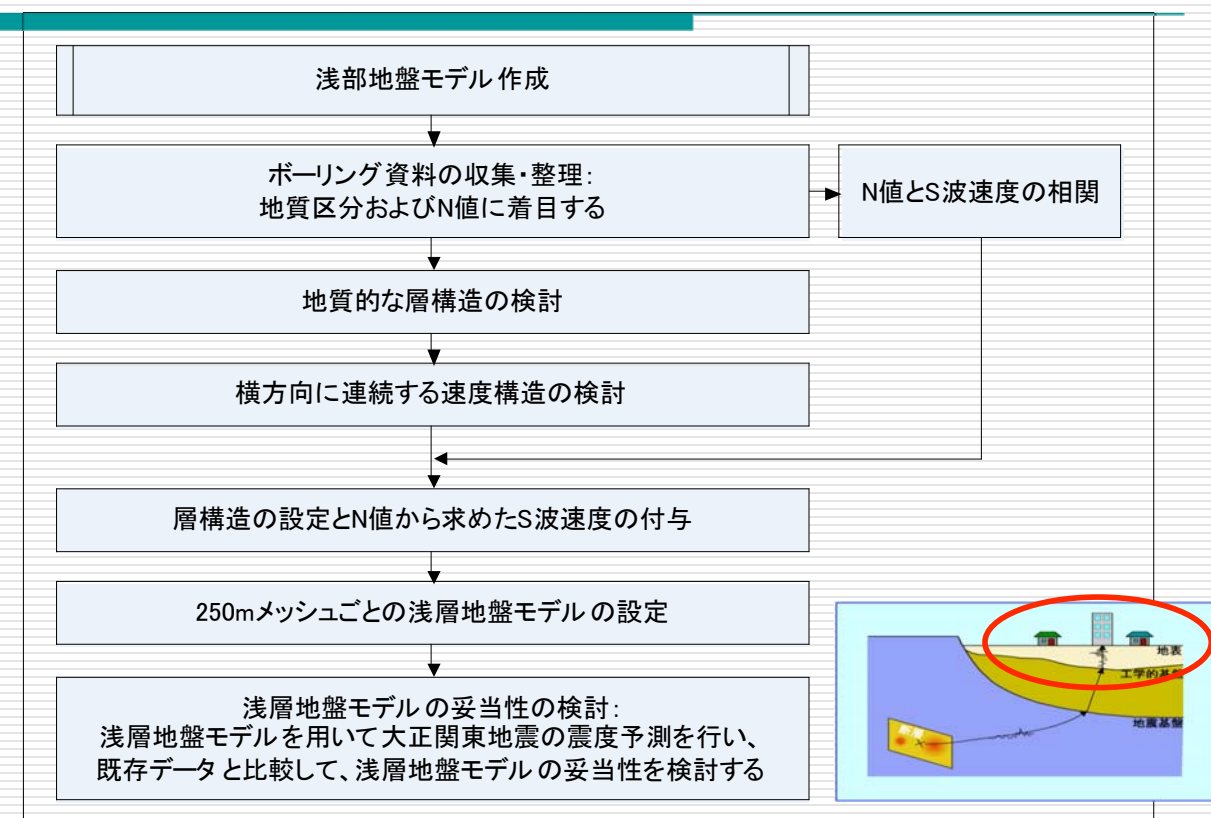 浅部地盤モデル作成
ボーリング資料の収集・整理:
地質区分およびN値に着目する
N値とS波速度の相関
地質的な層構造の検討
横方向に連続する速度構造の検討
層構造の設定とN値から求めたS波速度の付与
250mメッシュごとの浅層地盤モデルの設定
浅層地盤モデルの妥当性の検討:
浅層地盤モデルを用いて大正関東地震の震度予測を行い、
既存データと比較して、浅層地盤モデルの妥当性を検討する
地表
工学的基盤
地震基盤
断層